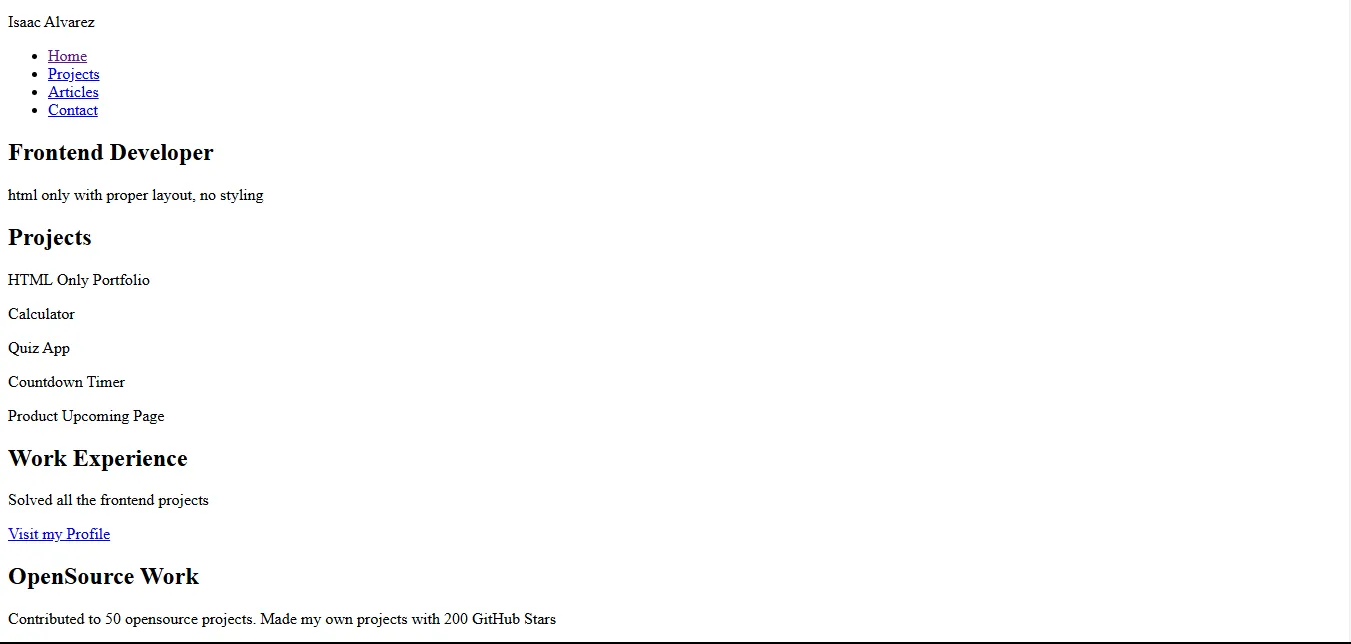 Isaac Alvarez
Home
Projects
Articles
Contact
Frontend Developer
html only with proper layout, no styling
Projects
HTML Only Portfolio
Calculator
Quiz App
Countdown Timer
Product Upcoming Page
Work Experience
Solved all the frontend projects
Visit my Profile
OpenSource Work
Contributed to 50 opensource projects. Made my own projects with 200 GitHub Stars